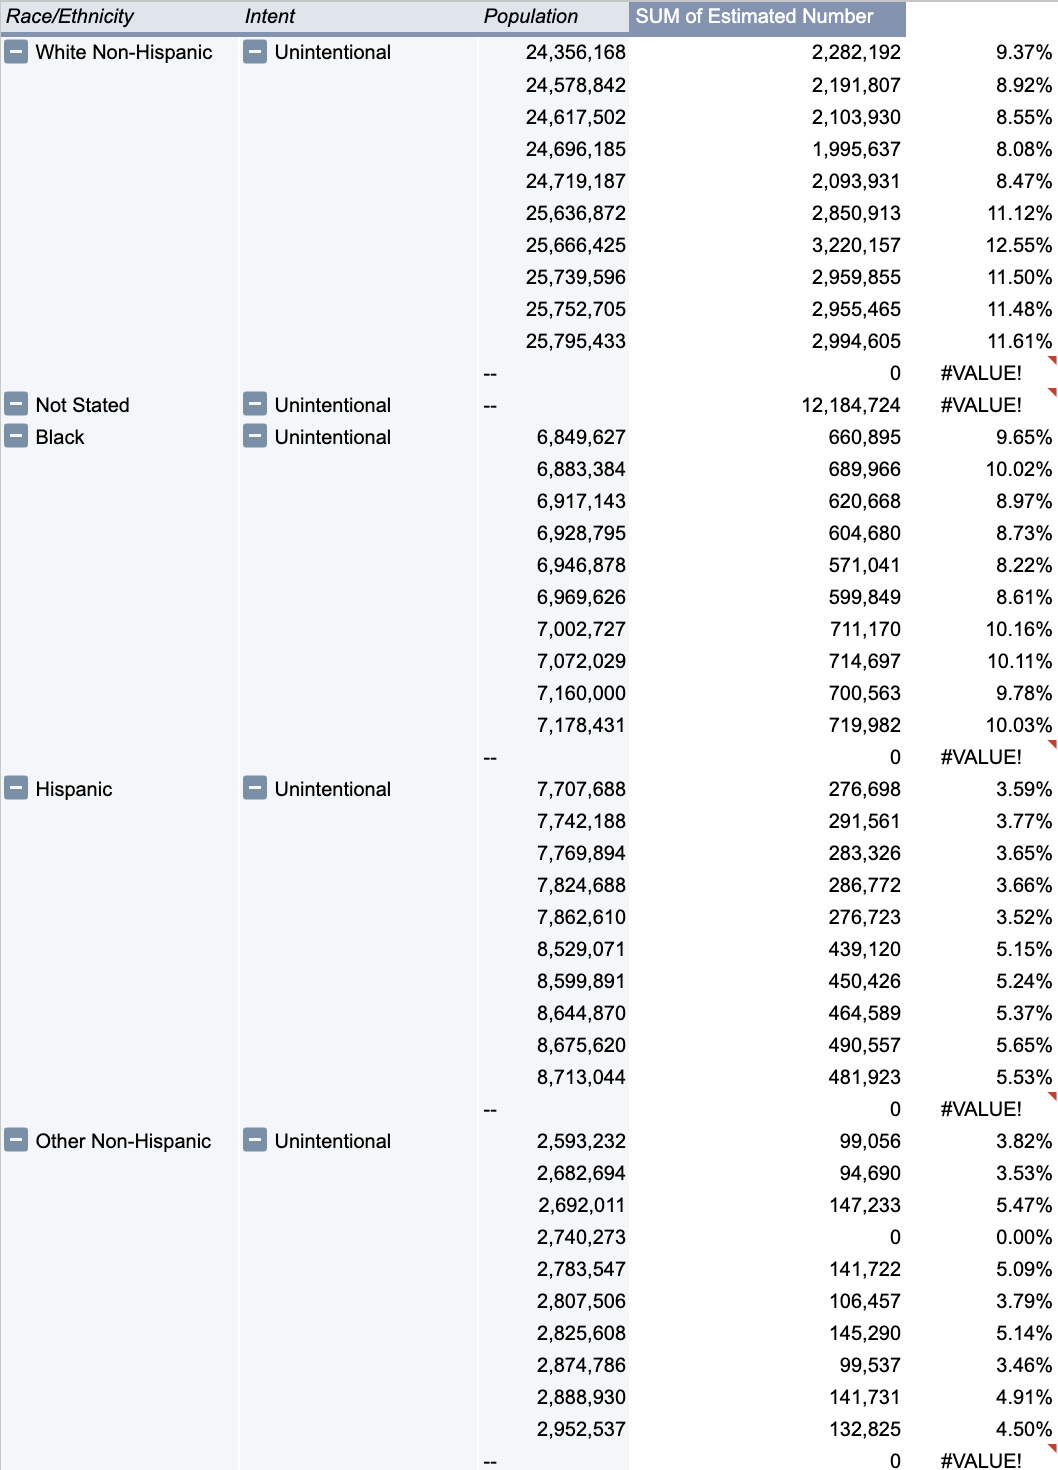 Race/Ethnicity Intent Population SUM of Estimated Number
White Non-Hispanic Unintentional 24,356,168 2,282,192 9.37%
24,578,842 2,191,807 8.92%
24,617,502 2,103,930 8.55%
24,696,185 1,995,637 8.08%
24,719,187 2,093,931 8.47%
25,636,872 2,850,913 11.12%
25,666,425 3,220,157 12.55%
25,739,596 2,959,855 11.50%
25,752,705 2,955,465 11.48%
25,795,433 2,994,605 11.61%
-- 0 #VALUE!
Not Stated Unintentional -- 12,184,724 #VALUE!
Black Unintentional 6,849,627 660,895 9.65%
6,883,384 689,966 10.02%
6,917,143 620,668 8.97%
6,928,795 604,680 8.73%
6,946,878 571,041 8.22%
6,969,626 599,849 8.61%
7,002,727 711,170 10.16%
7,072,029 714,697 10.11%
7,160,000 700,563 9.78%
7,178,431 719,982 10.03%
-- 0 #VALUE!
Hispanic Unintentional 7,707,688 276,698 3.59%
7,742,188 291,561 3.77%
7,769,894 283,326 3.65%
7,824,688 286,772 3.66%
7,862,610 276,723 3.52%
8,529,071 439,120 5.15%
8,599,891 450,426 5.24%
8,644,870 464,589 5.37%
8,675,620 490,557 5.65%
8,713,044 481,923 5.53%
-- 0 #VALUE!
Other Non-Hispanic Unintentional 2,593,232 99,056 3.82%
2,682,694 94,690 3.53%
2,692,011 147,233 5.47%
2,740,273 0 0.00%
2,783,547 141,722 5.09%
2,807,506 106,457 3.79%
2,825,608 145,290 5.14%
2,874,786 99,537 3.46%
2,888,930 141,731 4.91%
2,952,537 132,825 4.50%
-- 0 #VALUE!